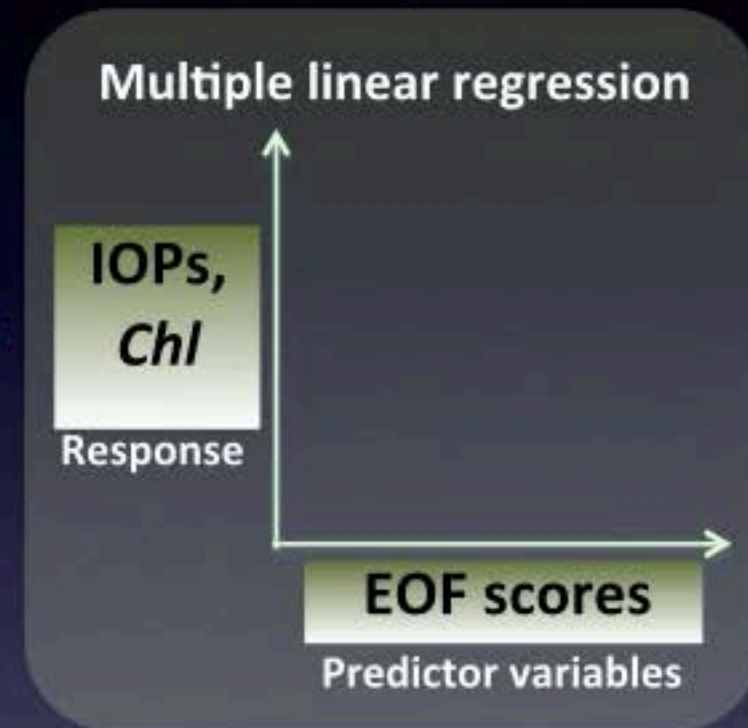 Multiple linear regression
IOPs,
Chl
Response
EOF scores
Predictor variables